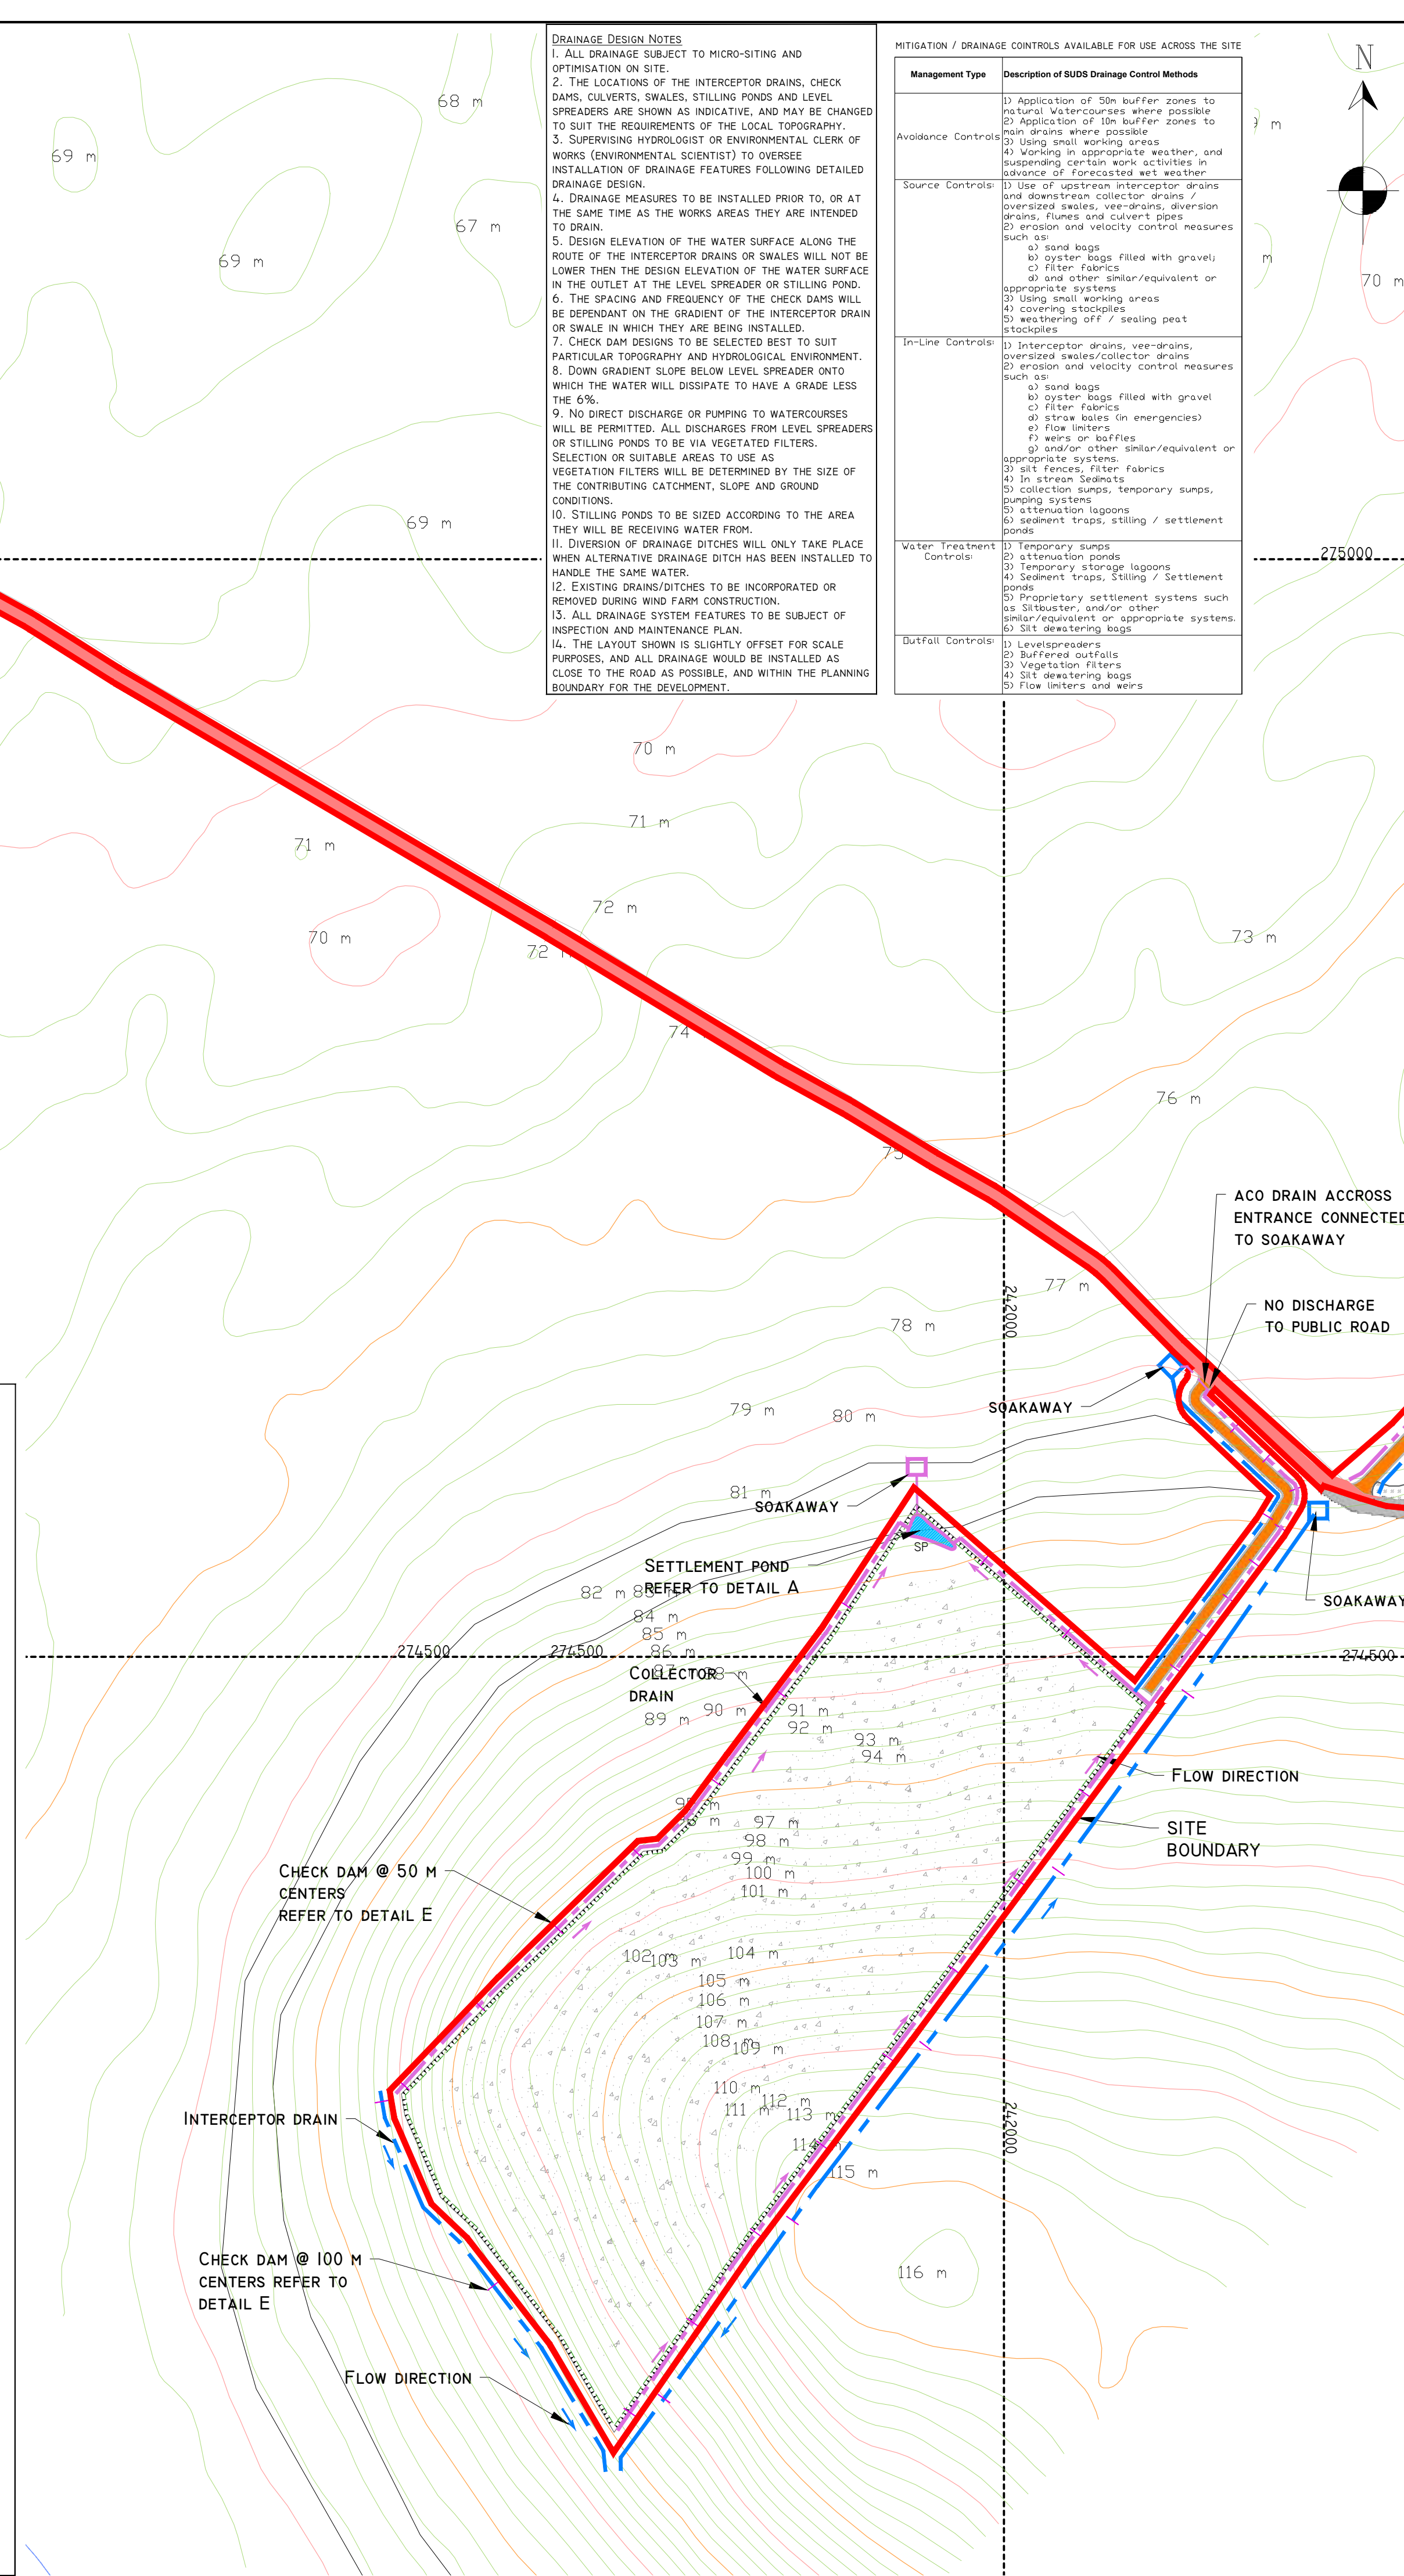 DRAINAGE DESIGN NOTES
1. ALL DRAINAGE SUBJECT TO MICRO-SITING AND
OPTIMISATION ON SITE.
2. THE LOCATIONS OF THE INTERCEPTOR DRAINS, CHECK
DAMS, CULVERTS, SWALES, STILLING PONDS AND LEVEL
SPREADERS ARE SHOWN AS INDICATIVE, AND MAY BE CHANGED
TO SUIT THE REQUIREMENTS OF THE LOCAL TOPOGRAPHY.
3. SUPERVISING HYDROLOGIST OR ENVIRONMENTAL CLERK OF
WORKS (ENVIRONMENTAL SCIENTIST) TO OVERSEE
INSTALLATION OF DRAINAGE FEATURES FOLLOWING DETAILED
DRAINAGE DESIGN.
4. DRAINAGE MEASURES TO BE INSTALLED PRIOR TO, OR AT
THE SAME TIME AS THE WORKS AREAS THEY ARE INTENDED
TO DRAIN.
5. DESIGN ELEVATION OF THE WATER SURFACE ALONG THE
ROUTE OF THE INTERCEPTOR DRAINS OR SWALES WILL NOT BE
LOWER THEN THE DESIGN ELEVATION OF THE WATER SURFACE
IN THE OUTLET AT THE LEVEL SPREADER OR STILLING POND.
6. THE SPACING AND FREQUENCY OF THE CHECK DAMS WILL
BE DEPENDANT ON THE GRADIENT OF THE INTERCEPTOR DRAIN
OR SWALE IN WHICH THEY ARE BEING INSTALLED.
7. CHECK DAM DESIGNS TO BE SELECTED BEST TO SUIT
PARTICULAR TOPOGRAPHY AND HYDROLOGICAL ENVIRONMENT.
8. DOWN GRADIENT SLOPE BELOW LEVEL SPREADER ONTO
WHICH THE WATER WILL DISSIPATE TO HAVE A GRADE LESS
THE 6%.
9. NO DIRECT DISCHARGE OR PUMPING TO WATERCOURSES
WILL BE PERMITTED. ALL DISCHARGES FROM LEVEL SPREADERS
OR STILLING PONDS TO BE VIA VEGETATED FILTERS.
SELECTION OR SUITABLE AREAS TO USE AS
VEGETATION FILTERS WILL BE DETERMINED BY THE SIZE OF
THE CONTRIBUTING CATCHMENT, SLOPE AND GROUND
CONDITIONS.
10. STILLING PONDS TO BE SIZED ACCORDING TO THE AREA
THEY WILL BE RECEIVING WATER FROM.
11. DIVERSION OF DRAINAGE DITCHES WILL ONLY TAKE PLACE
WHEN ALTERNATIVE DRAINAGE DITCH HAS BEEN INSTALLED TO
HANDLE THE SAME WATER.
12. EXISTING DRAINS/DITCHES TO BE INCORPORATED OR
REMOVED DURING WIND FARM CONSTRUCTION.
13. ALL DRAINAGE SYSTEM FEATURES TO BE SUBJECT OF
INSPECTION AND MAINTENANCE PLAN.
14. THE LAYOUT SHOWN IS SLIGHTLY OFFSET FOR SCALE
PURPOSES, AND ALL DRAINAGE WOULD BE INSTALLED AS
CLOSE TO THE ROAD AS POSSIBLE, AND WITHIN THE PLANNING
BOUNDARY FOR THE DEVELOPMENT.
MITIGATION / DRAINAGE COINTROLS AVAILABLE FOR USE ACROSS THE SITE
Management Type
Description of SUDS Drainage Control Methods
Avoidance Controls
1) Application of 50m buffer zones to
natural Watercourses where possible
2) Application of 10m buffer zones to
main drains where possible
3) Using small working areas
4) Working in appropriate weather, and
suspending certain work activities in
advance of forecasted wet weather
Source Controls:
1) Use of upstream interceptor drains
and downstream collector drains /
oversized swales, vee-drains, diversion
drains, flumes and culvert pipes
2) erosion and velocity control measures
such as:
a) sand bags
b) oyster bags filled with gravel;
c) filter fabrics
d) and other similar/equivalent or
appropriate systems
3) Using small working areas
4) covering stockpiles
5) weathering off / sealing peat
stockpiles
In-Line Controls:
1) Interceptor drains, vee-drains,
oversized swales/collector drains
2) erosion and velocity control measures
such as:
a) sand bags
b) oyster bags filled with gravel
c) filter fabrics
d) straw bales (in emergencies)
e) flow limiters
f) weirs or baffles
g) and/or other similar/equivalent or
appropriate systems.
3) silt fences, filter fabrics
4) In stream Sedimats
5) collection sumps, temporary sumps,
pumping systems
5) attenuation lagoons
6) sediment traps, stilling / settlement
ponds
Water Treatment
Controls:
1) Temporary sumps
2) attenuation ponds
3) Temporary storage lagoons
4) Sediment traps, Stilling / Settlement
ponds
5) Proprietary settlement systems such
as Siltbuster, and/or other
similar/equivalent or appropriate systems.
6) Silt dewatering bags
Outfall Controls:
1) Levelspreaders
2) Buffered outfalls
3) Vegetation filters
4) Silt dewatering bags
5) Flow limiters and weirs
N
68 m
69 m
67 m
69 m
m
70 m
69 m
275000
70 m
71 m
71 m
72 m
70 m
72
73 m
74
76 m
75
ACO DRAIN ACCROSS
ENTRANCE CONNECTED
TO SOAKAWAY
77 m
242000
78 m
NO DISCHARGE
TO PUBLIC ROAD
79 m
80 m
SOAKAWAY
81 m
SOAKAWAY
SP
SETTLEMENT POND
REFER TO DETAIL A
82 m
SOAKAWAY
84 m
85 m
86 m
274500
274500
274500
COLLECTOR
DRAIN
89 m
90 m
91 m
92 m
93 m
94 m
FLOW DIRECTION
SITE
BOUNDARY
97 m
98 m
99 m
100 m
101 m
CHECK DAM @ 50 M
CENTERS
REFER TO DETAIL E
102
103 m
104 m
105 m
106 m
107 m
108
109 m
110 m
111 m
112 m
113 m
114
115 m
242000
INTERCEPTOR DRAIN
116 m
CHECK DAM @ 100 M
CENTERS REFER TO
DETAIL E
FLOW DIRECTION